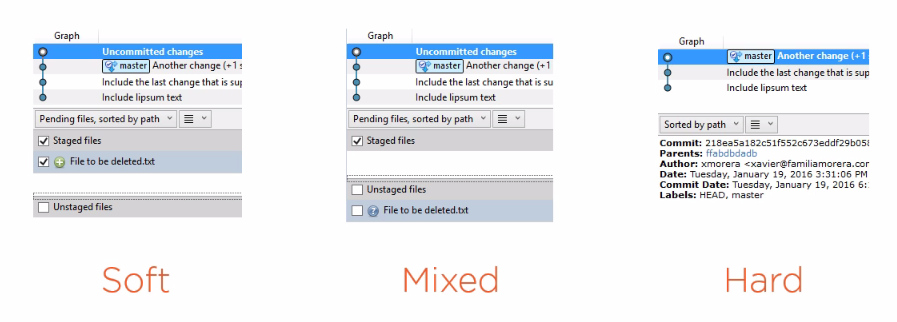 Graph
Uncommitted changes
master Another change (+1 s
Include the last change that is sup
Include lipsum text
Pending files, sorted by path
Staged files
File to be deleted.txt
Unstaged files
Soft
Graph
Uncommitted changes
master Another change (+1
Include the last change that is sup
Include lipsum text
Pending files, sorted by path
Staged files
Unstaged files
File to be deleted.txt
Mixed
Graph
master Another change (+1
Include the last change that is sup
Include lipsum text
Sorted by path
Commit: 218ea5a182c51f552c673eddf29b058
Parents: ffabdbdadb
Author: xmorera <xavier@familiamorera.com
Date: Tuesday, January 19, 2016 3:31:06 PM
Commit Date: Tuesday, January 19, 2016 6:
Labels: HEAD, master
Hard